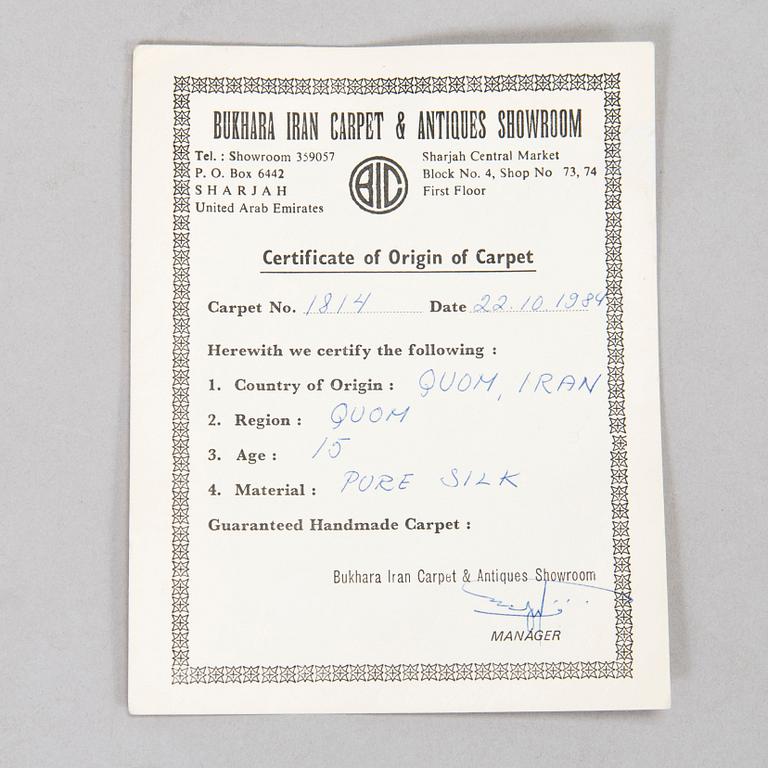 BUKHARA IRAN CARPET & ANTIQUES SHOWROOM
Tel. : Showroom 359057
P. O. Box 6442
SHARJAH
United Arab Emirates
BIC
Sharjah Central Market
Block No. 4, Shop No 73, 74
First Floor
Certificate of Origin of Carpet
Carpet No. 1814 Date 22.10.1984
Herewith we certify the following :
1. Country of Origin : QUOM, IRAN
2. Region : QUOM
3. Age : 15
4. Material : PURE SILK
Guaranteed Handmade Carpet :
Bukhara Iran Carpet & Antiques Showroom
MANAGER